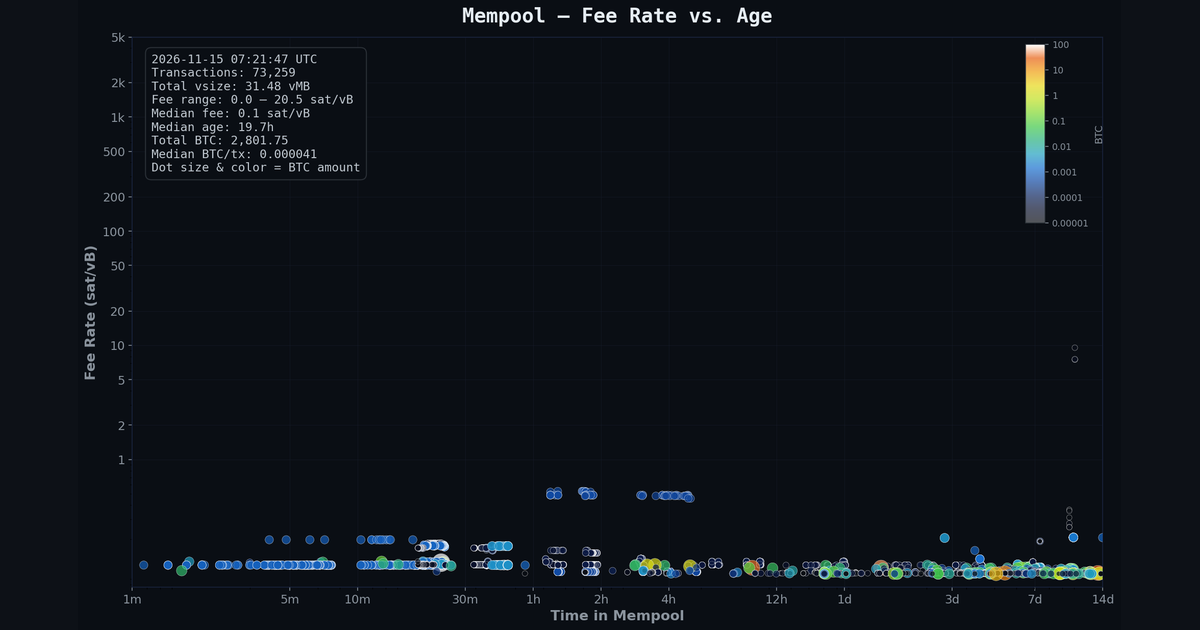 Mempool — Fee Rate vs. Age
2026-11-15 07:21:47 UTC
Transactions: 73,259
Total vsize: 31.48 vMB
Fee range: 0.0 – 20.5 sat/vB
Median fee: 0.1 sat/vB
Median age: 19.7h
Total BTC: 2,801.75
Median BTC/tx: 0.000041
Dot size & color = BTC amount
5k
2k
1k
500
200
100
50
20
10
5
2
1
Fee Rate (sat/vB)
100
10
1
0.1
0.01
0.001
0.0001
0.00001
BTC
1m 5m 10m 30m 1h 2h 4h 12h 1d 3d 7d 14d
Time in Mempool